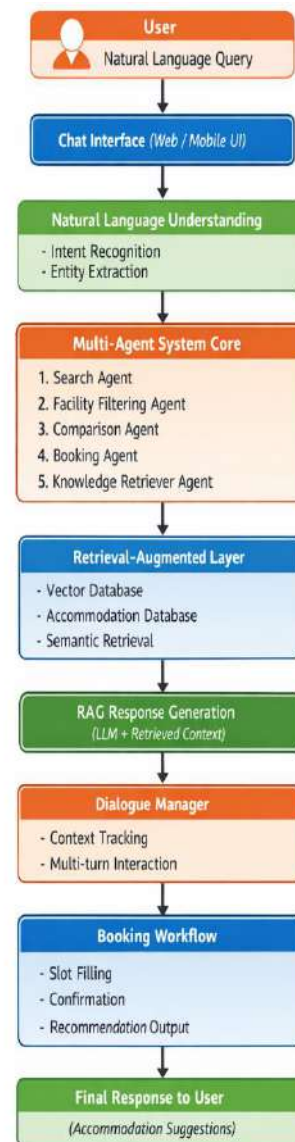 User
Natural Language Query
Chat Interface (Web / Mobile UI)
Natural Language Understanding
- Intent Recognition
- Entity Extraction
Multi-Agent System Core
1. Search Agent
2. Facility Filtering Agent
3. Comparison Agent
4. Booking Agent
5. Knowledge Retriever Agent
Retrieval-Augmented Layer
- Vector Database
- Accommodation Database
- Semantic Retrieval
RAG Response Generation
(LLM + Retrieved Context)
Dialogue Manager
- Context Tracking
- Multi-turn Interaction
Booking Workflow
- Slot Filling
- Confirmation
- Recommendation Output
Final Response to User
(Accommodation Suggestions)